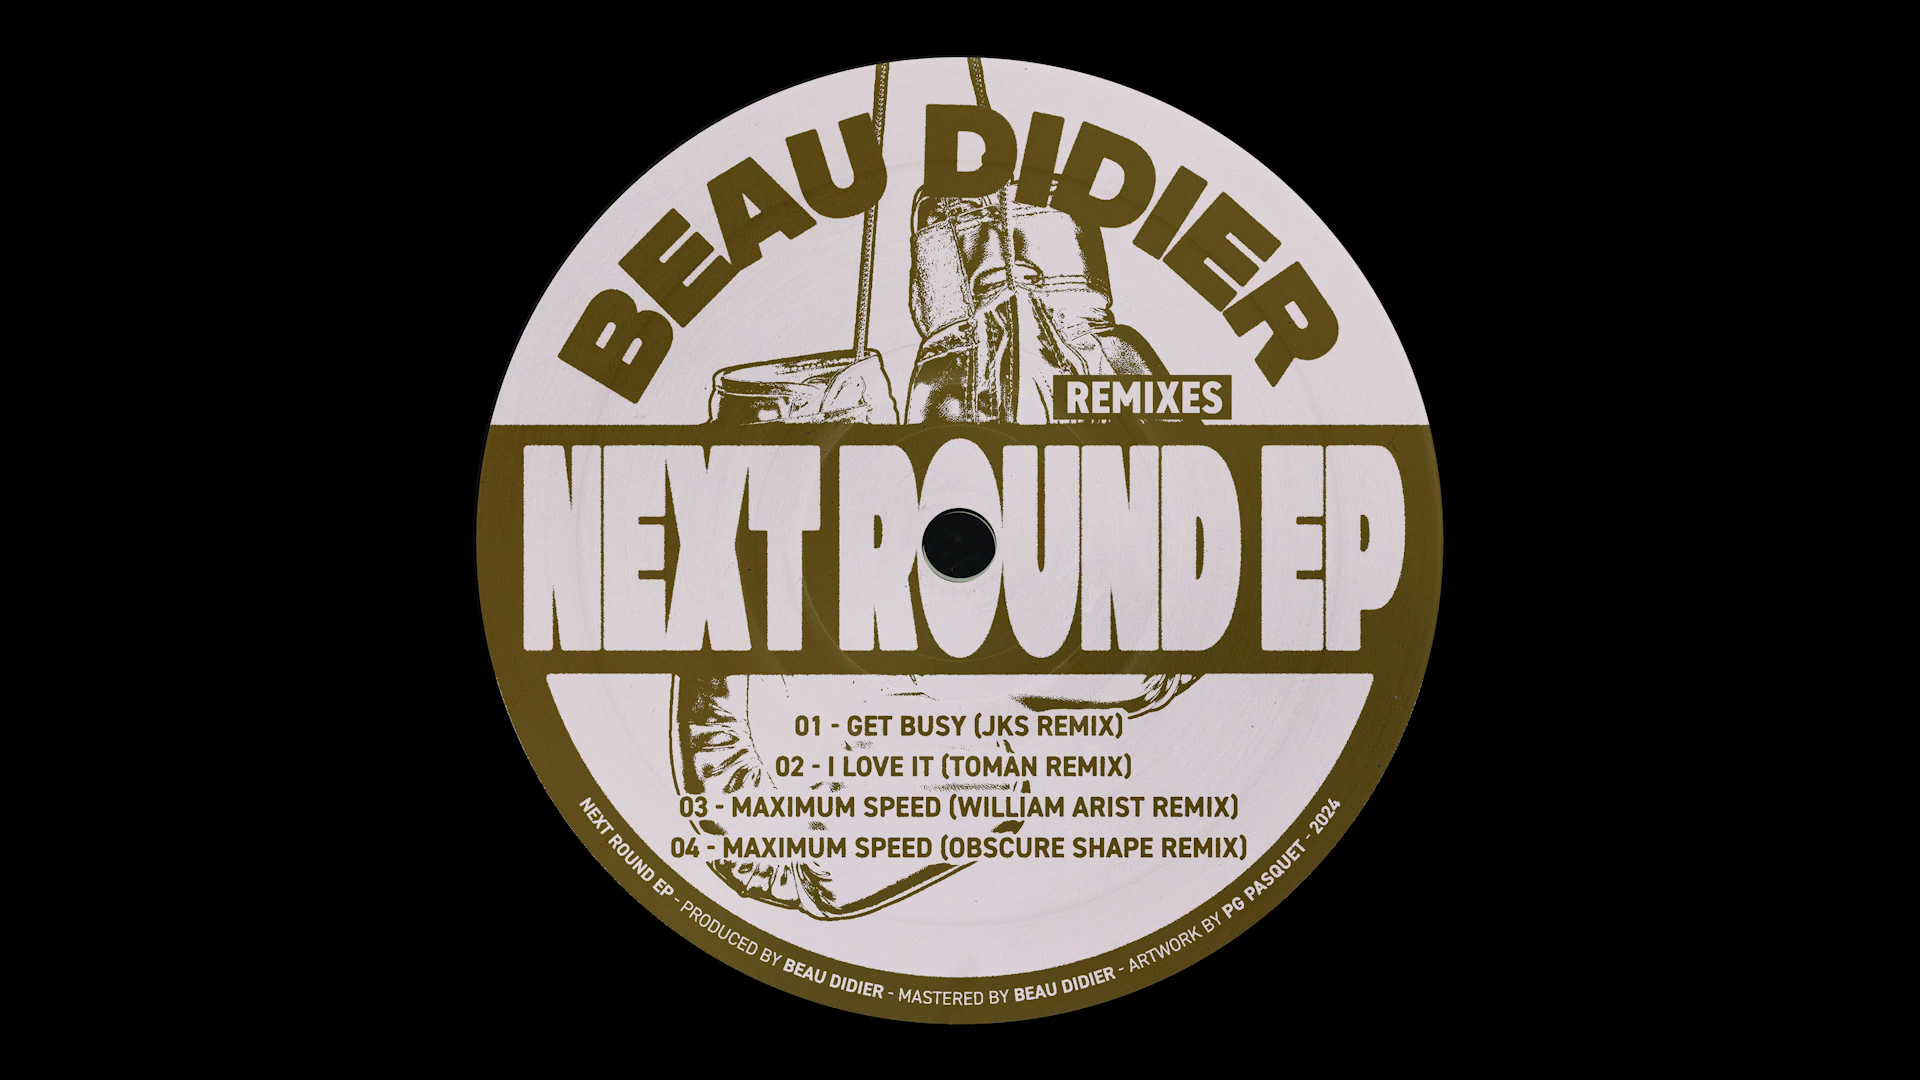 BEAU DIDIER
REMIXES
NEXT ROUND EP
01 - GET BUSY (JKS REMIX)
02 - I LOVE IT (TOMAN REMIX)
03 - MAXIMUM SPEED (WILLIAM ARIST REMIX)
04 - MAXIMUM SPEED (OBSCURE SHAPE REMIX)
NEXT ROUND EP - PRODUCED BY BEAU DIDIER - MASTERED BY BEAU DIDIER - ARTWORK BY PG PASQUET - 2024